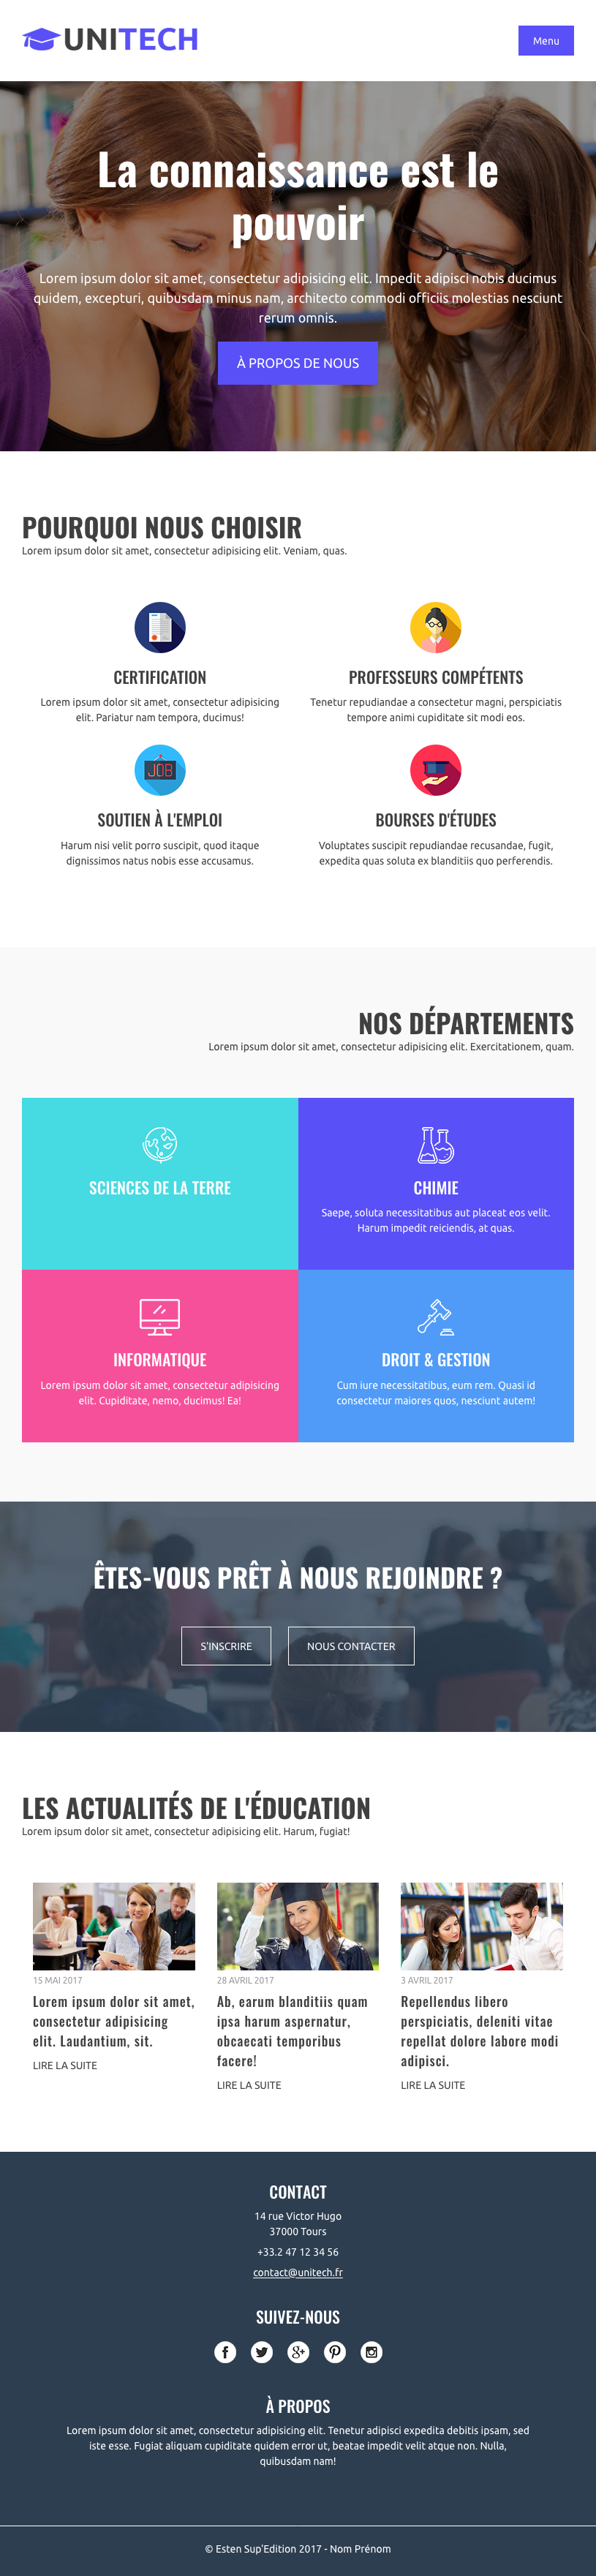 UNITECH
Menu
La connaissance est le
pouvoir
Lorem ipsum dolor sit amet, consectetur adipisicing elit. Impedit adipisci nobis ducimus
quidem, excepturi, quibusdam minus nam, architecto commodi officiis molestias nesciunt
rerum omnis.
À PROPOS DE NOUS
POURQUOI NOUS CHOISIR
Lorem ipsum dolor sit amet, consectetur adipisicing elit. Veniam, quas.
CERTIFICATION
Lorem ipsum dolor sit amet, consectetur adipisicing
elit. Pariatur nam tempora, ducimus!
PROFESSEURS COMPÉTENTS
Tenetur repudiandae a consectetur magni, perspiciatis
tempore animi cupiditate sit modi eos.
JOB
SOUTIEN À L'EMPLOI
Harum nisi velit porro suscipit, quod itaque
dignissimos natus nobis esse accusamus.
BOURSES D'ÉTUDES
Voluptates suscipit repudiandae recusandae, fugit,
expedita quas soluta ex blanditiis quo perferendis.
NOS DÉPARTEMENTS
Lorem ipsum dolor sit amet, consectetur adipisicing elit. Exercitationem, quam.
SCIENCES DE LA TERRE
CHIMIE
Saepe, soluta necessitatibus aut placeat eos velit.
Harum impedit reiciendis, at quas.
INFORMATIQUE
Lorem ipsum dolor sit amet, consectetur adipisicing
elit. Cupiditate, nemo, ducimus! Ea!
DROIT & GESTION
Cum iure necessitatibus, eum rem. Quasi id
consectetur maiores quos, nesciunt autem!
ÊTES-VOUS PRÊT À NOUS REJOINDRE ?
S'INSCRIRE
NOUS CONTACTER
LES ACTUALITÉS DE L'ÉDUCATION
Lorem ipsum dolor sit amet, consectetur adipisicing elit. Harum, fugiat!
15 MAI 2017
Lorem ipsum dolor sit amet,
consectetur adipisicing
elit. Laudantium, sit.
LIRE LA SUITE
28 AVRIL 2017
Ab, earum blanditiis quam
ipsa harum aspernatur,
obcaecati temporibus
facere!
LIRE LA SUITE
3 AVRIL 2017
Repellendus libero
perspiciatis, deleniti vitae
repellat dolore labore modi
adipisci.
LIRE LA SUITE
CONTACT
14 rue Victor Hugo
37000 Tours
+33.2 47 12 34 56
contact@unitech.fr
SUIVEZ-NOUS
À PROPOS
Lorem ipsum dolor sit amet, consectetur adipisicing elit. Tenetur adipisci expedita debitis ipsam, sed
iste esse. Fugiat aliquam cupiditate quidem error ut, beatae impedit velit atque non. Nulla,
quibusdam nam!
© Esten Sup'Edition 2017 - Nom Prénom